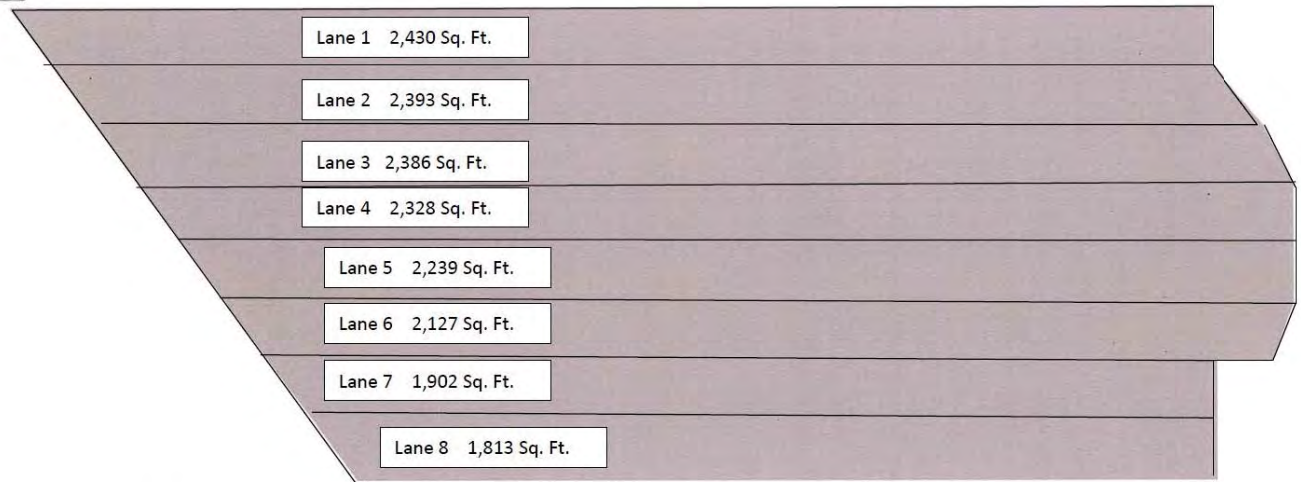 Lane 1 2,430 Sq. Ft.
Lane 2 2,393 Sq. Ft.
Lane 3 2,386 Sq. Ft.
Lane 4 2,328 Sq. Ft.
Lane 5 2,239 Sq. Ft.
Lane 6 2,127 Sq. Ft.
Lane 7 1,902 Sq. Ft.
Lane 8 1,813 Sq. Ft.